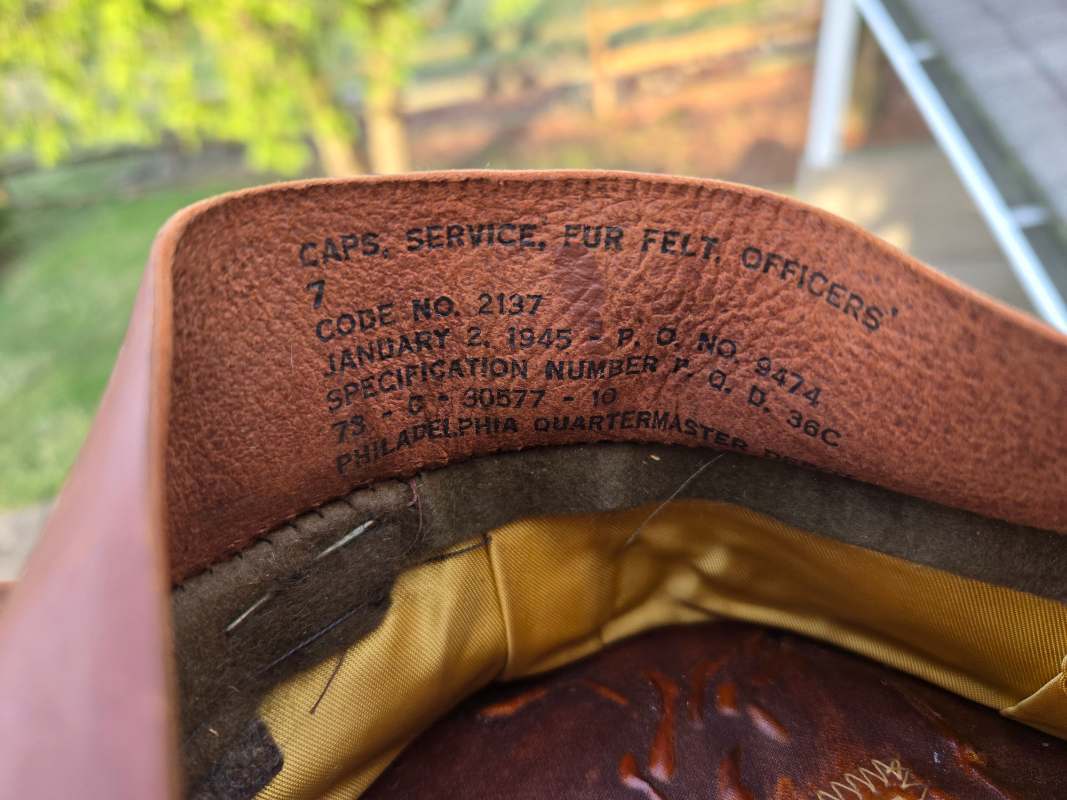 CAPS, SERVICE, FUR FELT, OFFICERS'
7
CODE NO. 2137
JANUARY 2, 1945 - P. O. NO. 9474
SPECIFICATION NUMBER P. Q. D. 36C
73 - C - 30577 - 10
PHILADELPHIA QUARTERMASTER